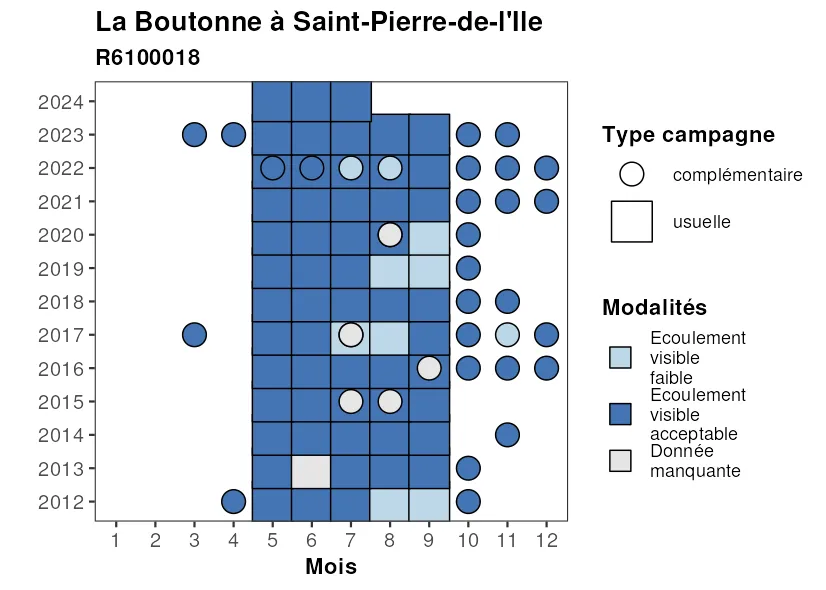 La Boutonne à Saint-Pierre-de-l'Ile
R6100018
2024
2023
2022
2021
2020
2019
2018
2017
2016
2015
2014
2013
2012
1 2 3 4 5 6 7 8 9 10 11 12
Mois
Type campagne
complémentaire
usuelle
Modalités
Ecoulement
visible
faible
Ecoulement
visible
acceptable
Donnée
manquante